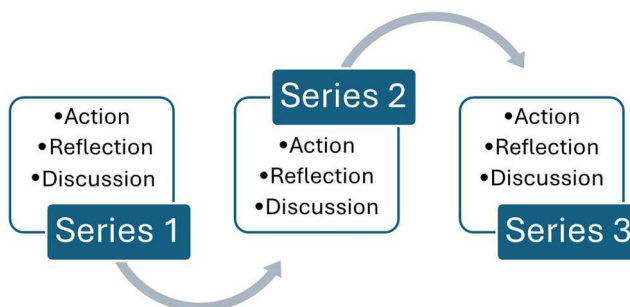 •Action
•Reflection
•Discussion
Series 1
Series 2
•Action
•Reflection
•Discussion
•Action
•Reflection
•Discussion
Series 3